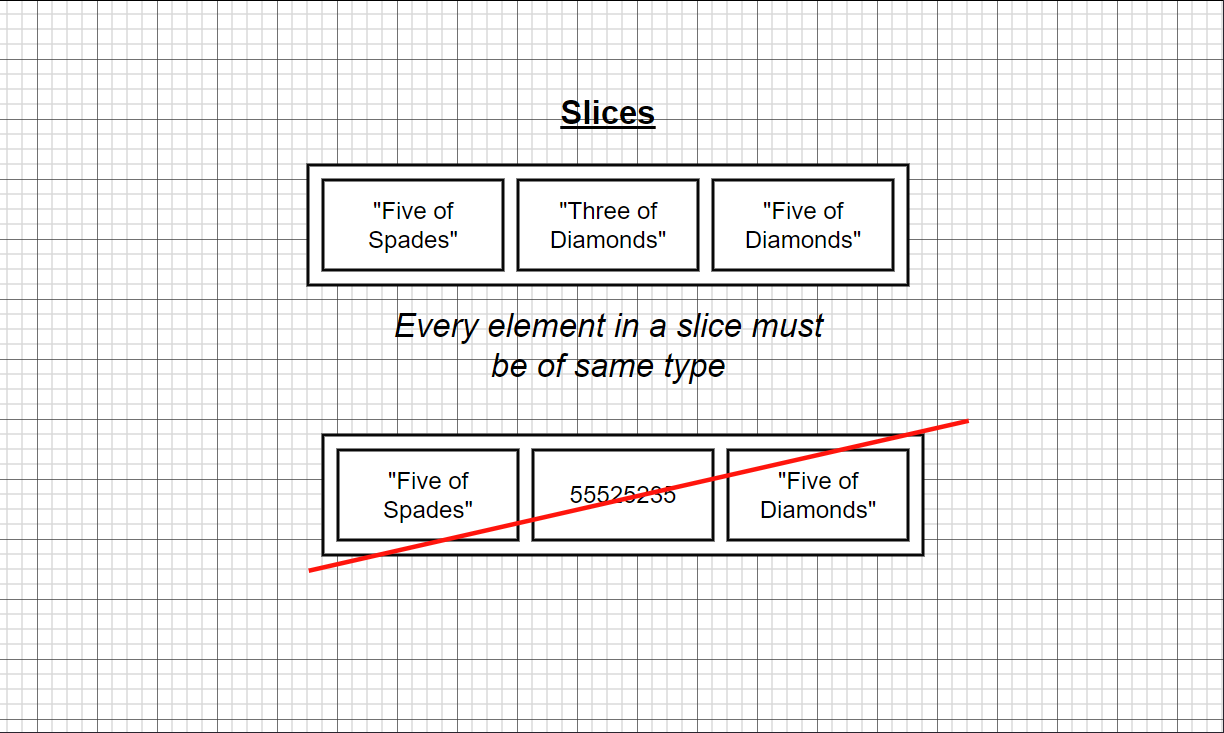 Slices
"Five of
Spades"
"Three of
Diamonds"
"Five of
Diamonds"
Every element in a slice must
be of same type
"Five of
Spades"
55525235
"Five of
Diamonds"